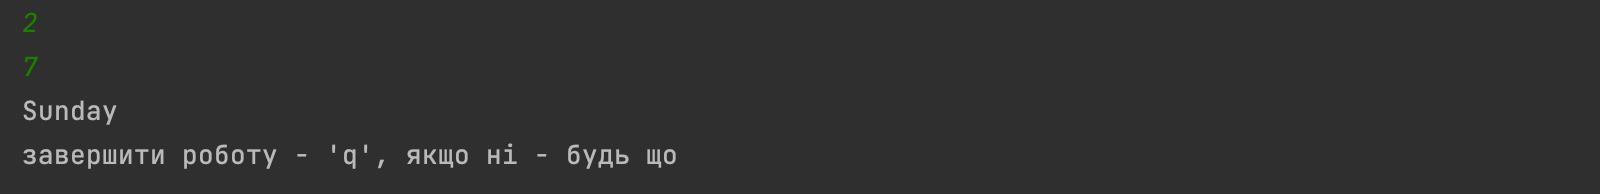 2
7
Sunday
завершити роботу - 'q', якщо ні - будь що